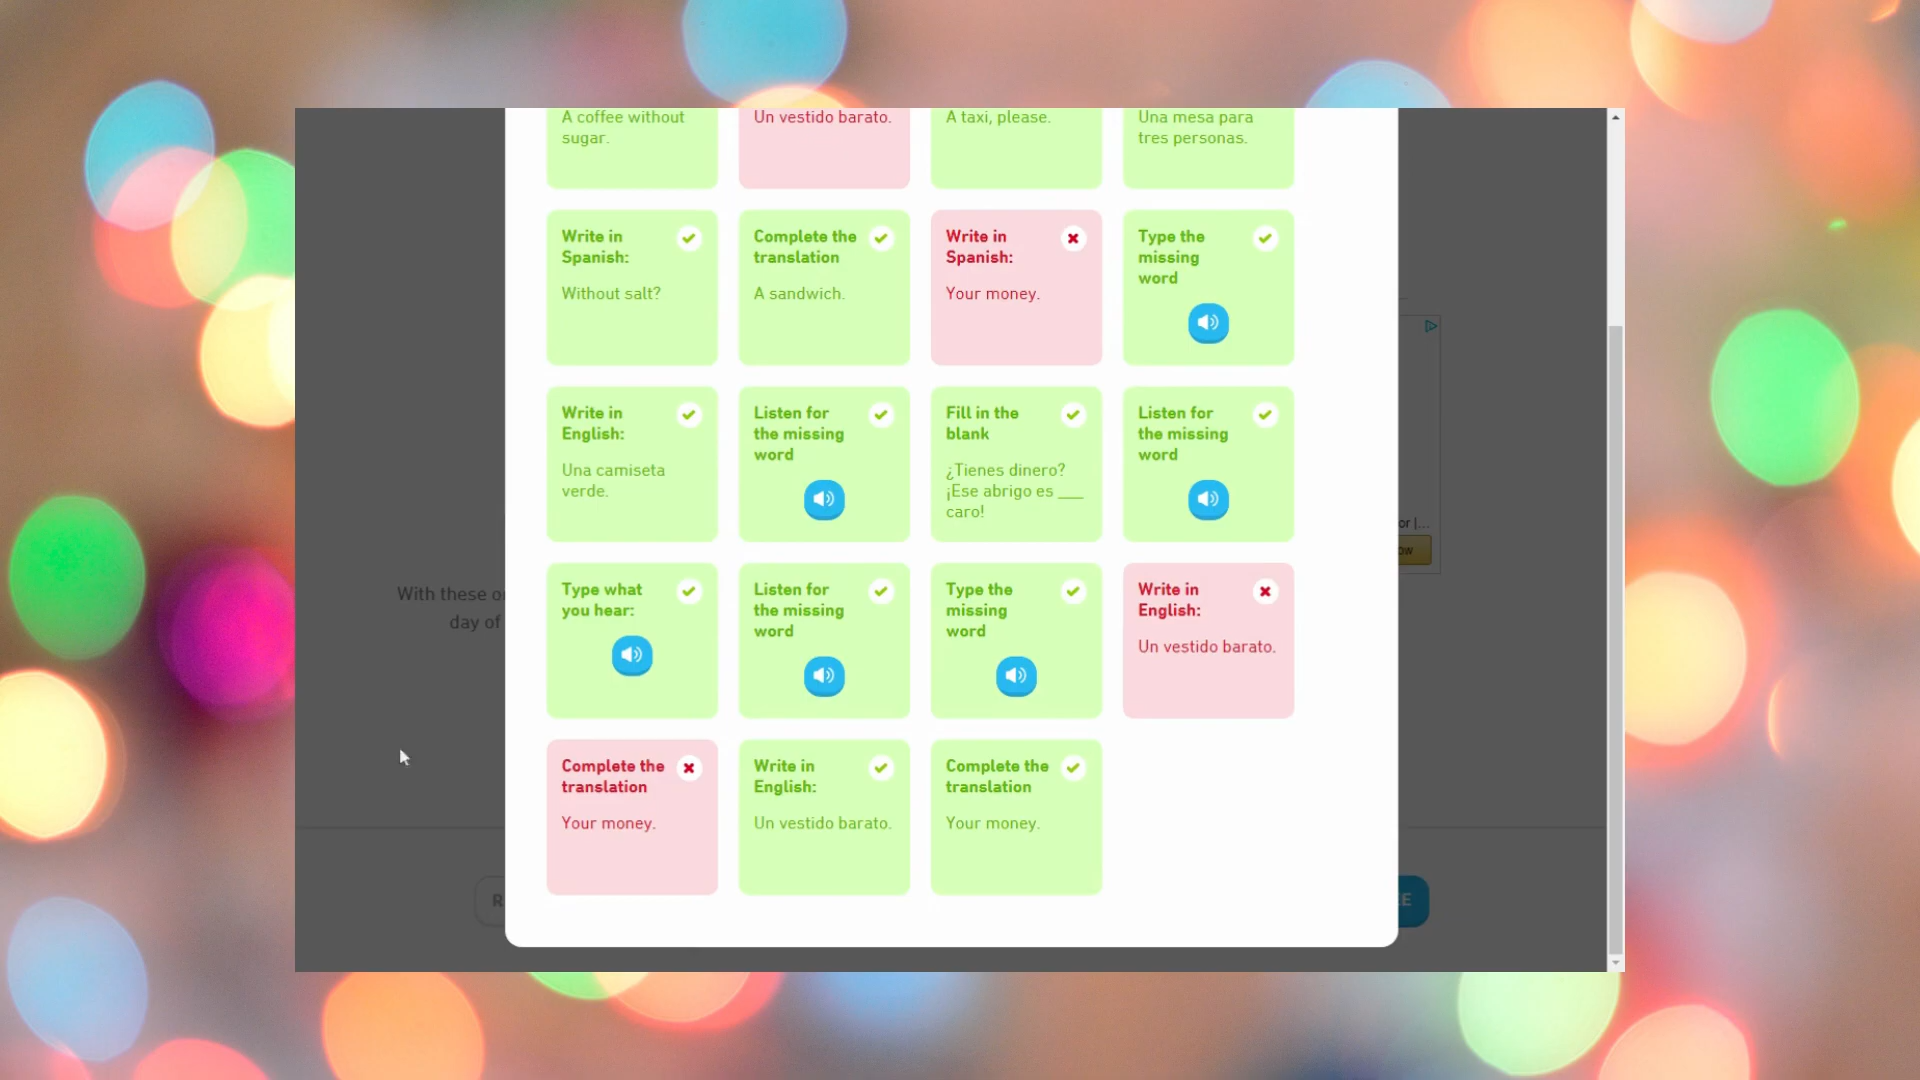 A coffee without
sugar.
Un vestido barato.
A taxi, please.
Una mesa para
tres personas.
Write in
Spanish:
Without salt?
Complete the
translation
A sandwich.
Write in
Spanish:
Your money.
Type the
missing
word
Write in
English:
Una camiseta
verde.
Listen for
the missing
word
Fill in the
blank
¿Tienes dinero?
¡Ese abrigo es ___
caro!
Listen for
the missing
word
Type what
you hear:
Listen for
the missing
word
Type the
missing
word
Write in
English:
Un vestido barato.
Complete the
translation
Your money.
Write in
English:
Un vestido barato.
Complete the
translation
Your money.
With these
day of